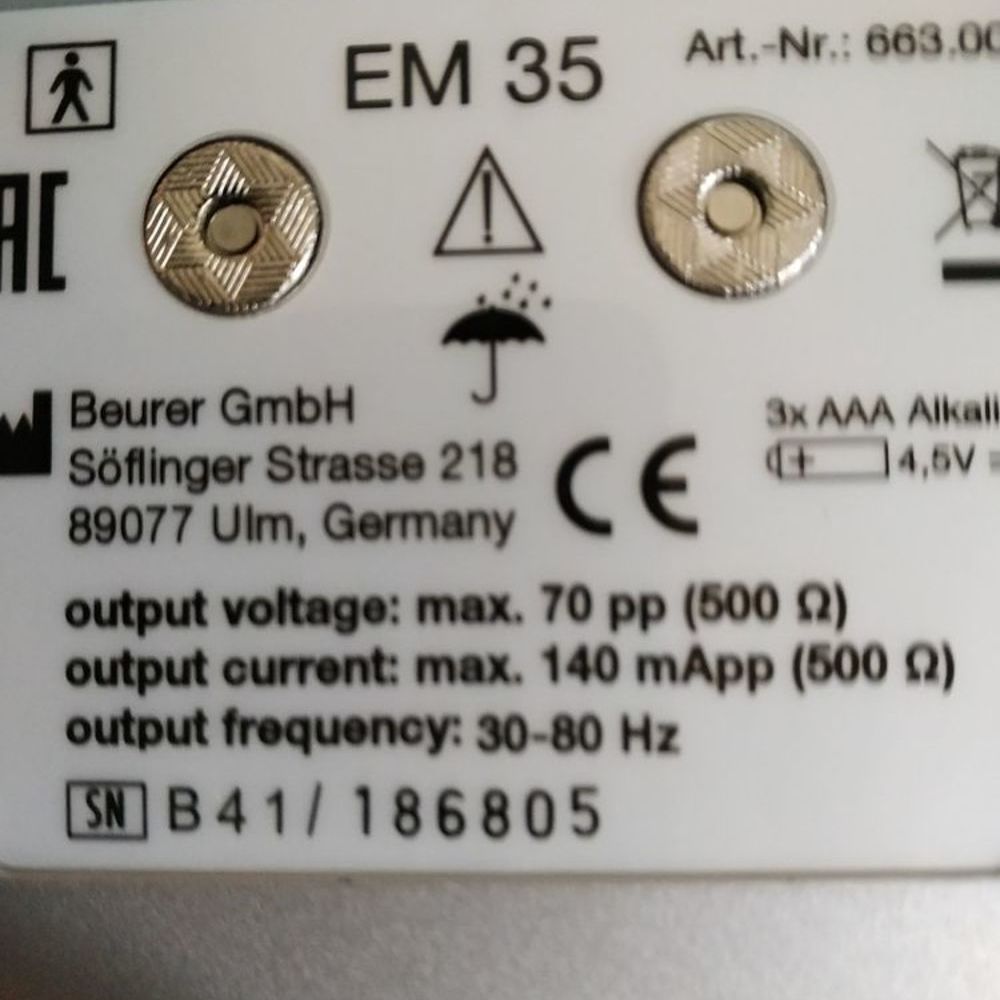 EM 35
Art.-Nr.: 663.00
EAC
Beurer GmbH
Söflinger Strasse 218
89077 Ulm, Germany
CE
3x AAA Alkali
4,5V
output voltage: max. 70 pp (500 Ω)
output current: max. 140 mApp (500 Ω)
output frequency: 30-80 Hz
SN B41/ 186805